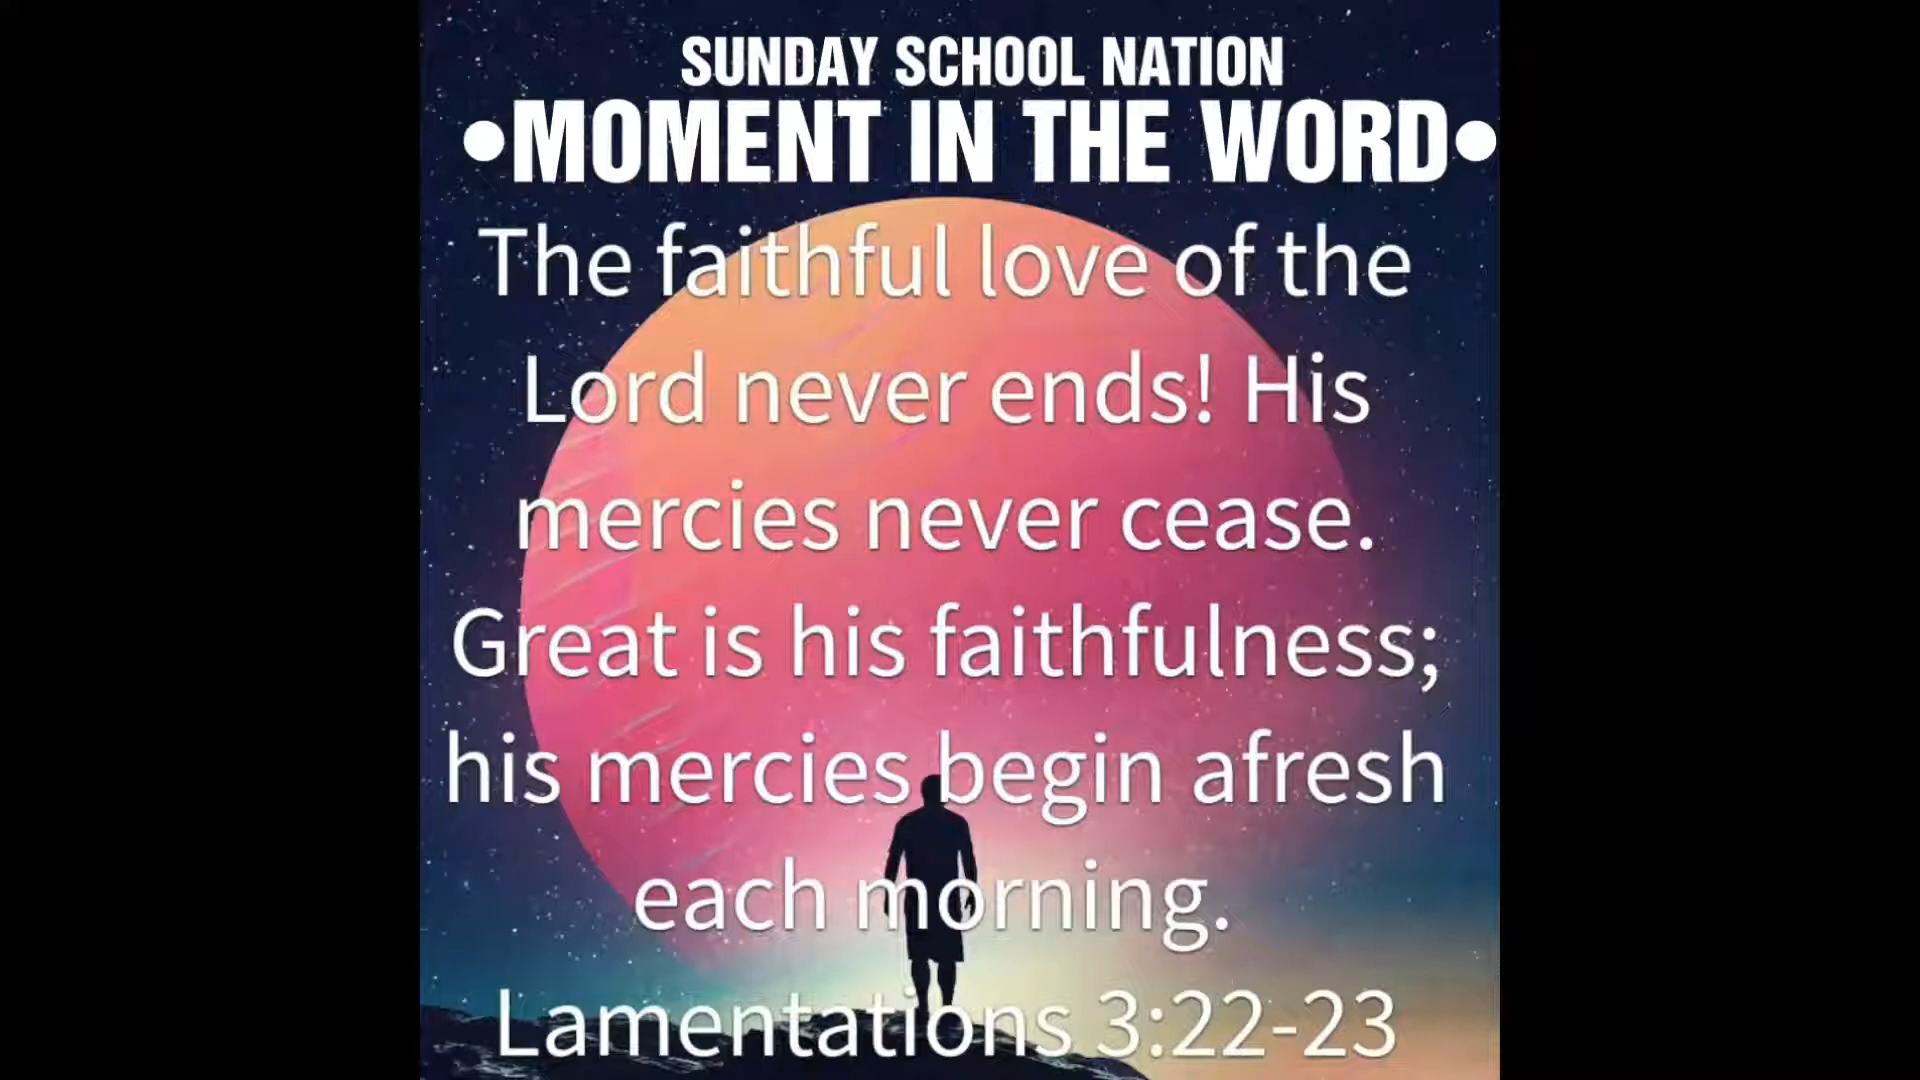 SUNDAY SCHOOL NATION
•MOMENT IN THE WORD•
The faithful love of the
Lord never ends! His
mercies never cease.
Great is his faithfulness;
his mercies begin afresh
each morning.
Lamentations 3:22-23